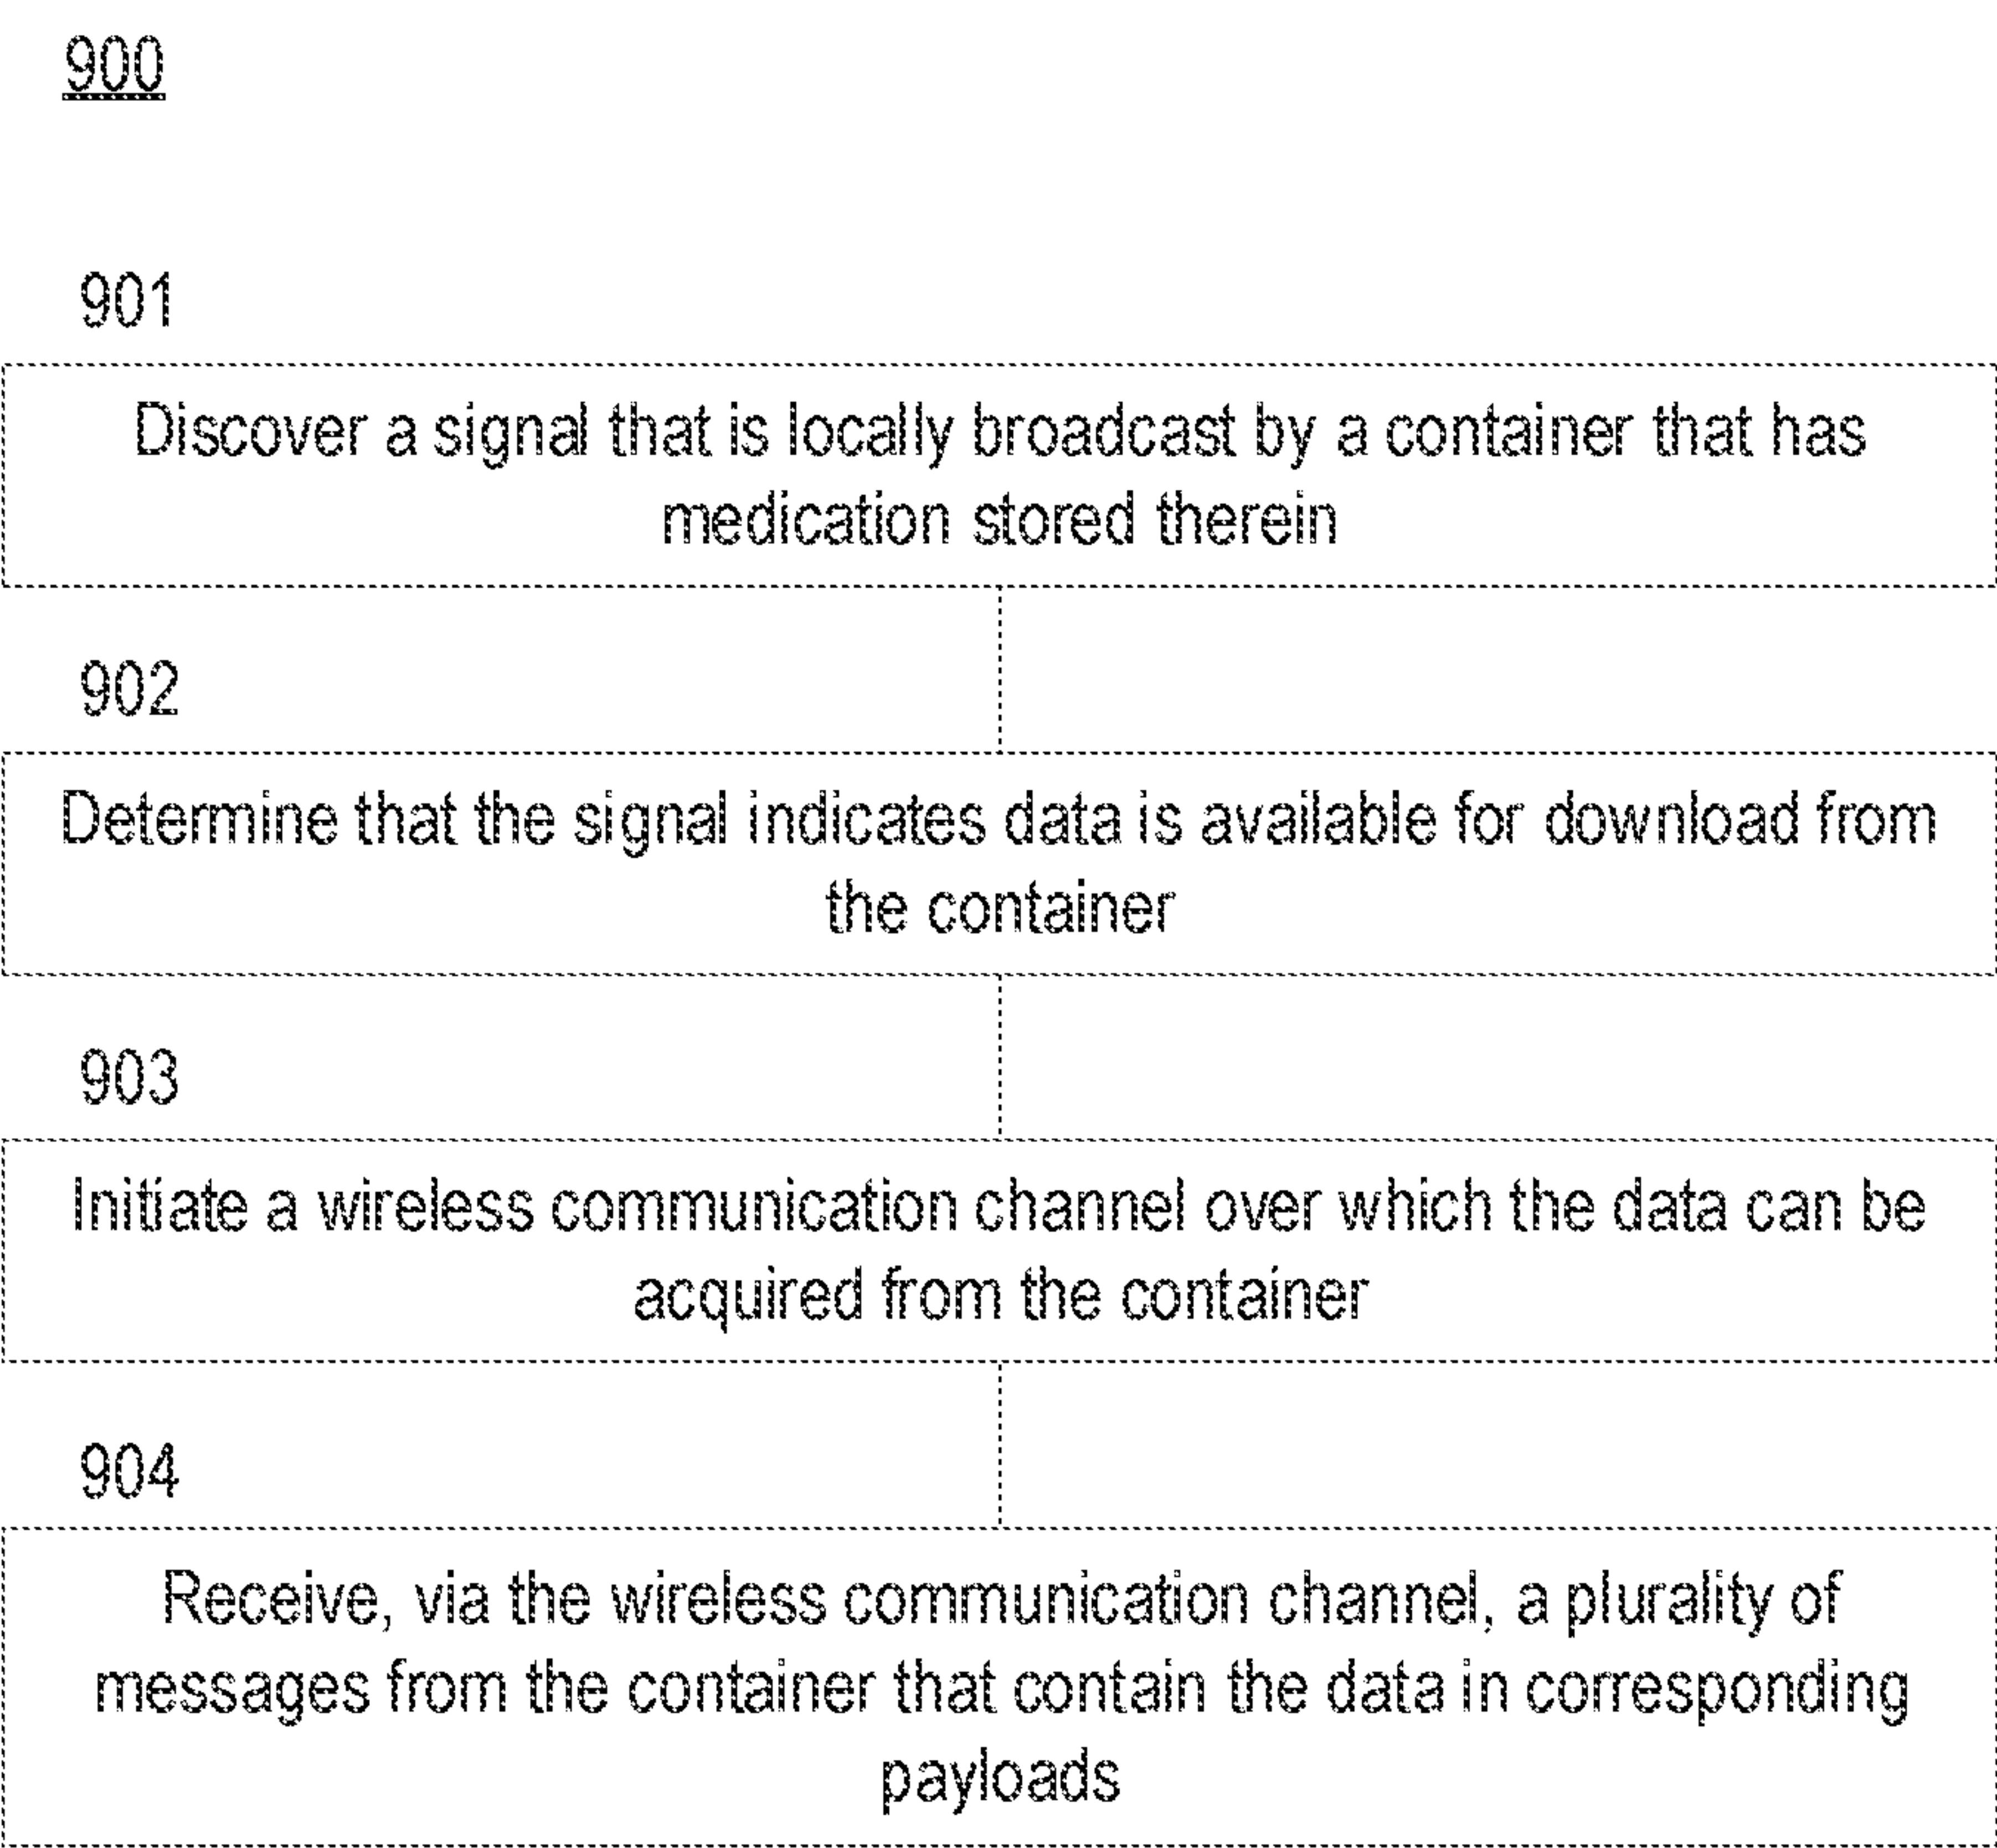 900
901
Discover a signal that is locally broadcast by a container that has
medication stored therein
902
Determine that the signal indicates data is available for download from
the container
903
Initiate a wireless communication channel over which the data can be
acquired from the container
904
Receive, via the wireless communication channel, a plurality of
messages from the container that contain the data in corresponding
payloads